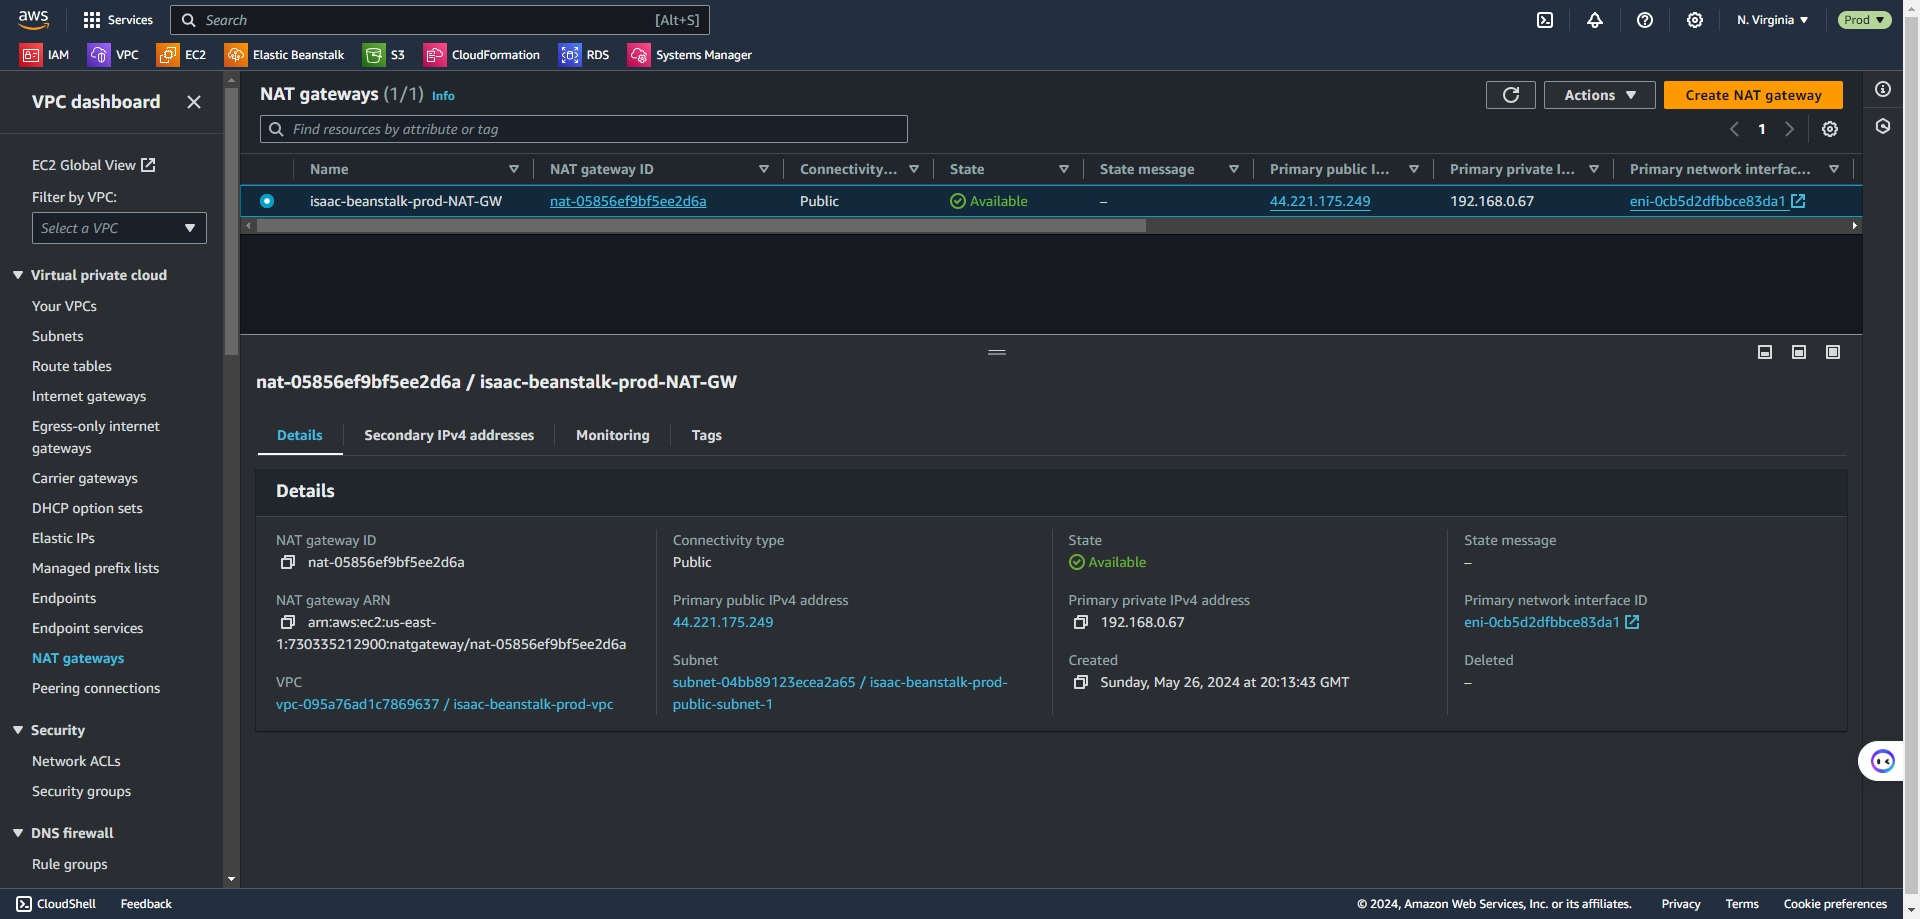 aws
Services
Search [Alt+S]
N. Virginia
Prod
IAM VPC EC2 Elastic Beanstalk S3 CloudFormation RDS Systems Manager
VPC dashboard
EC2 Global View
Filter by VPC:
Select a VPC
Virtual private cloud
Your VPCs
Subnets
Route tables
Internet gateways
Egress-only internet
gateways
Carrier gateways
DHCP option sets
Elastic IPs
Managed prefix lists
Endpoints
Endpoint services
NAT gateways
Peering connections
Security
Network ACLs
Security groups
DNS firewall
Rule groups
NAT gateways (1/1) Info
Actions
Create NAT gateway
Find resources by attribute or tag
1
Name NAT gateway ID Connectivity... State State message Primary public I... Primary private I... Primary network interfac...
isaac-beanstalk-prod-NAT-GW nat-05856ef9bf5ee2d6a Public Available – 44.221.175.249 192.168.0.67 eni-0cb5d2dfbbce83da1
nat-05856ef9bf5ee2d6a / isaac-beanstalk-prod-NAT-GW
Details Secondary IPv4 addresses Monitoring Tags
Details
NAT gateway ID
nat-05856ef9bf5ee2d6a
NAT gateway ARN
arn:aws:ec2:us-east-
1:730335212900:natgateway/nat-05856ef9bf5ee2d6a
VPC
vpc-095a76ad1c7869637 / isaac-beanstalk-prod-vpc
Connectivity type
Public
Primary public IPv4 address
44.221.175.249
Subnet
subnet-04bb89123ecea2a65 / isaac-beanstalk-prod-
public-subnet-1
State
Available
Primary private IPv4 address
192.168.0.67
Created
Sunday, May 26, 2024 at 20:13:43 GMT
State message
–
Primary network interface ID
eni-0cb5d2dfbbce83da1
Deleted
–
CloudShell Feedback
© 2024, Amazon Web Services, Inc. or its affiliates. Privacy Terms Cookie preferences